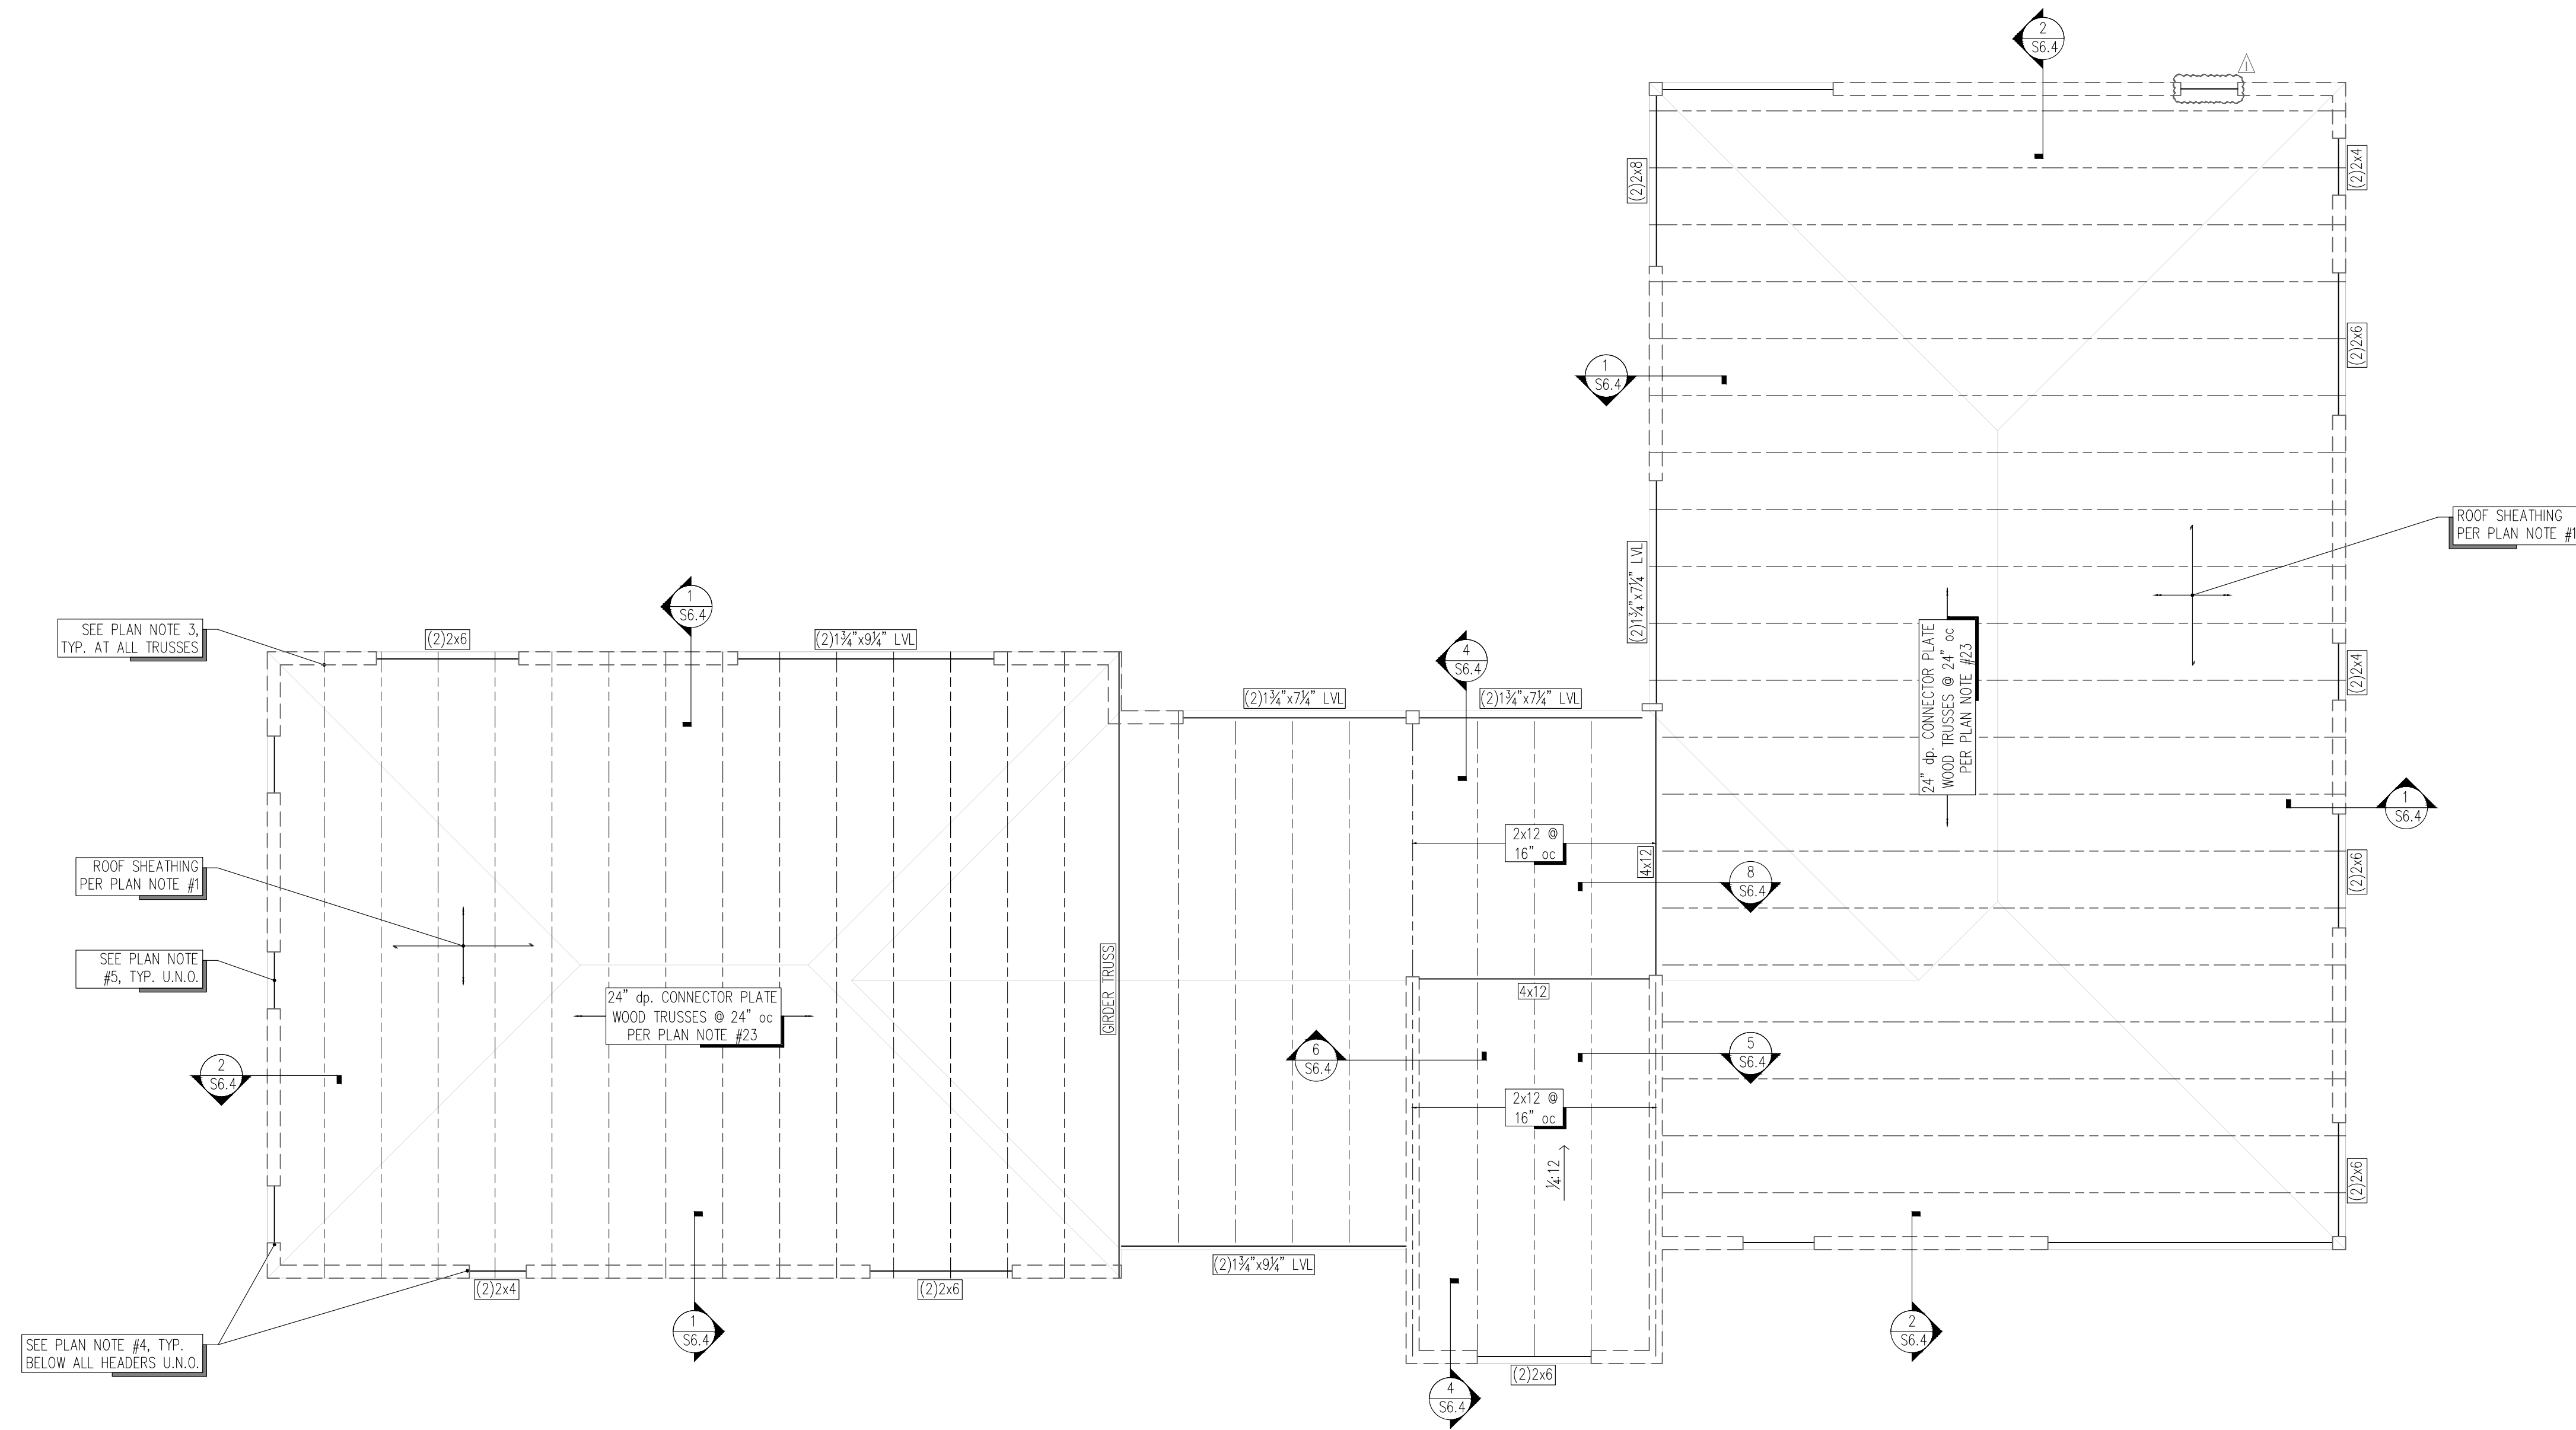 2
S6.4
1
(2)2x8
(2)2x4
(2)2x6
1
S6.4
ROOF SHEATHING
PER PLAN NOTE #1
(2)1¾"x7¼" LVL
24" dp. CONNECTOR PLATE
WOOD TRUSSES @ 24" oc
PER PLAN NOTE #23
(2)2x4
1
S6.4
SEE PLAN NOTE 3,
TYP. AT ALL TRUSSES
(2)2x6
(2)1¾"x9¼" LVL
4
S6.4
(2)1¾"x7¼" LVL
(2)1¾"x7¼" LVL
1
S6.4
2x12 @
16" oc
4x12
ROOF SHEATHING
PER PLAN NOTE #1
8
S6.4
(2)2x6
SEE PLAN NOTE
#5, TYP. U.N.O.
GIRDER TRUSS
4x12
24" dp. CONNECTOR PLATE
WOOD TRUSSES @ 24" oc
PER PLAN NOTE #23
6
S6.4
5
S6.4
2
S6.4
2x12 @
16" oc
¼:12
(2)2x6
(2)1¾"x9¼" LVL
(2)2x4
(2)2x6
1
S6.4
2
S6.4
SEE PLAN NOTE #4, TYP.
BELOW ALL HEADERS U.N.O.
(2)2x6
4
S6.4